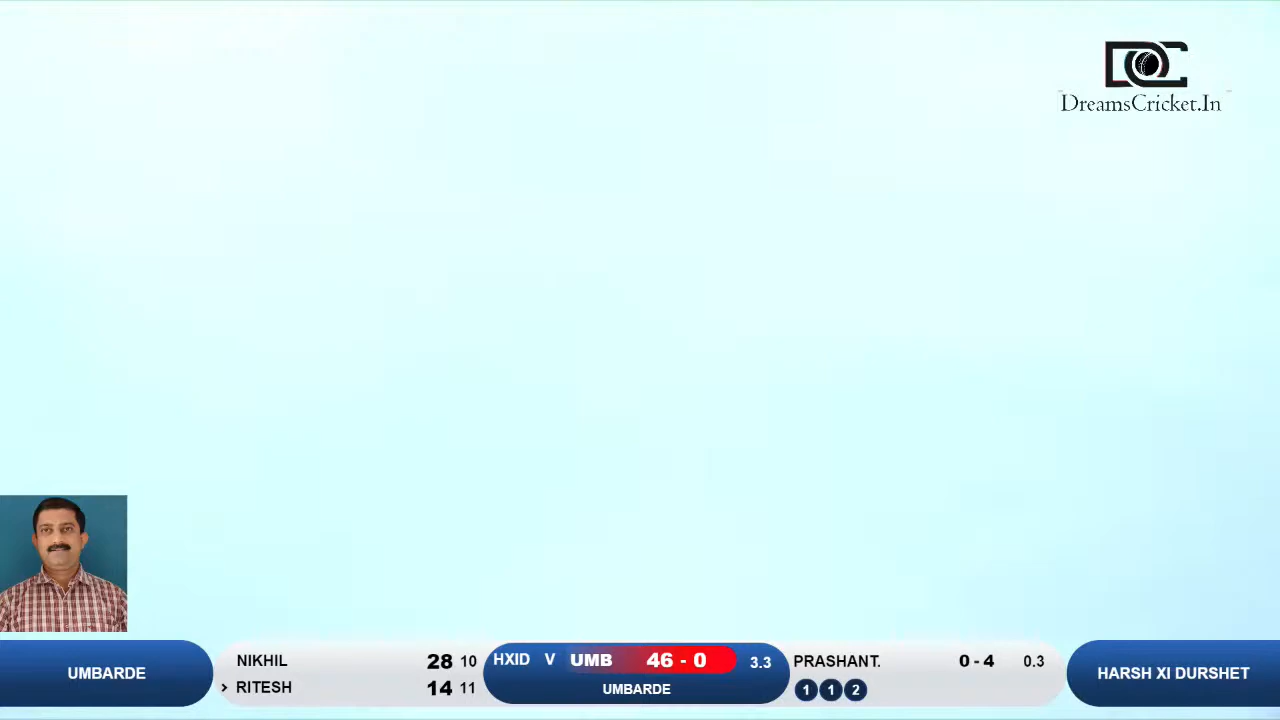 DC
DreamsCricket.In
UMBARDE
NIKHIL 28 10
> RITESH 14 11
HXID V UMB 46 - 0 3.3
UMBARDE
PRASHANT. 0 - 4 0.3
1 1 2
HARSH XI DURSHET